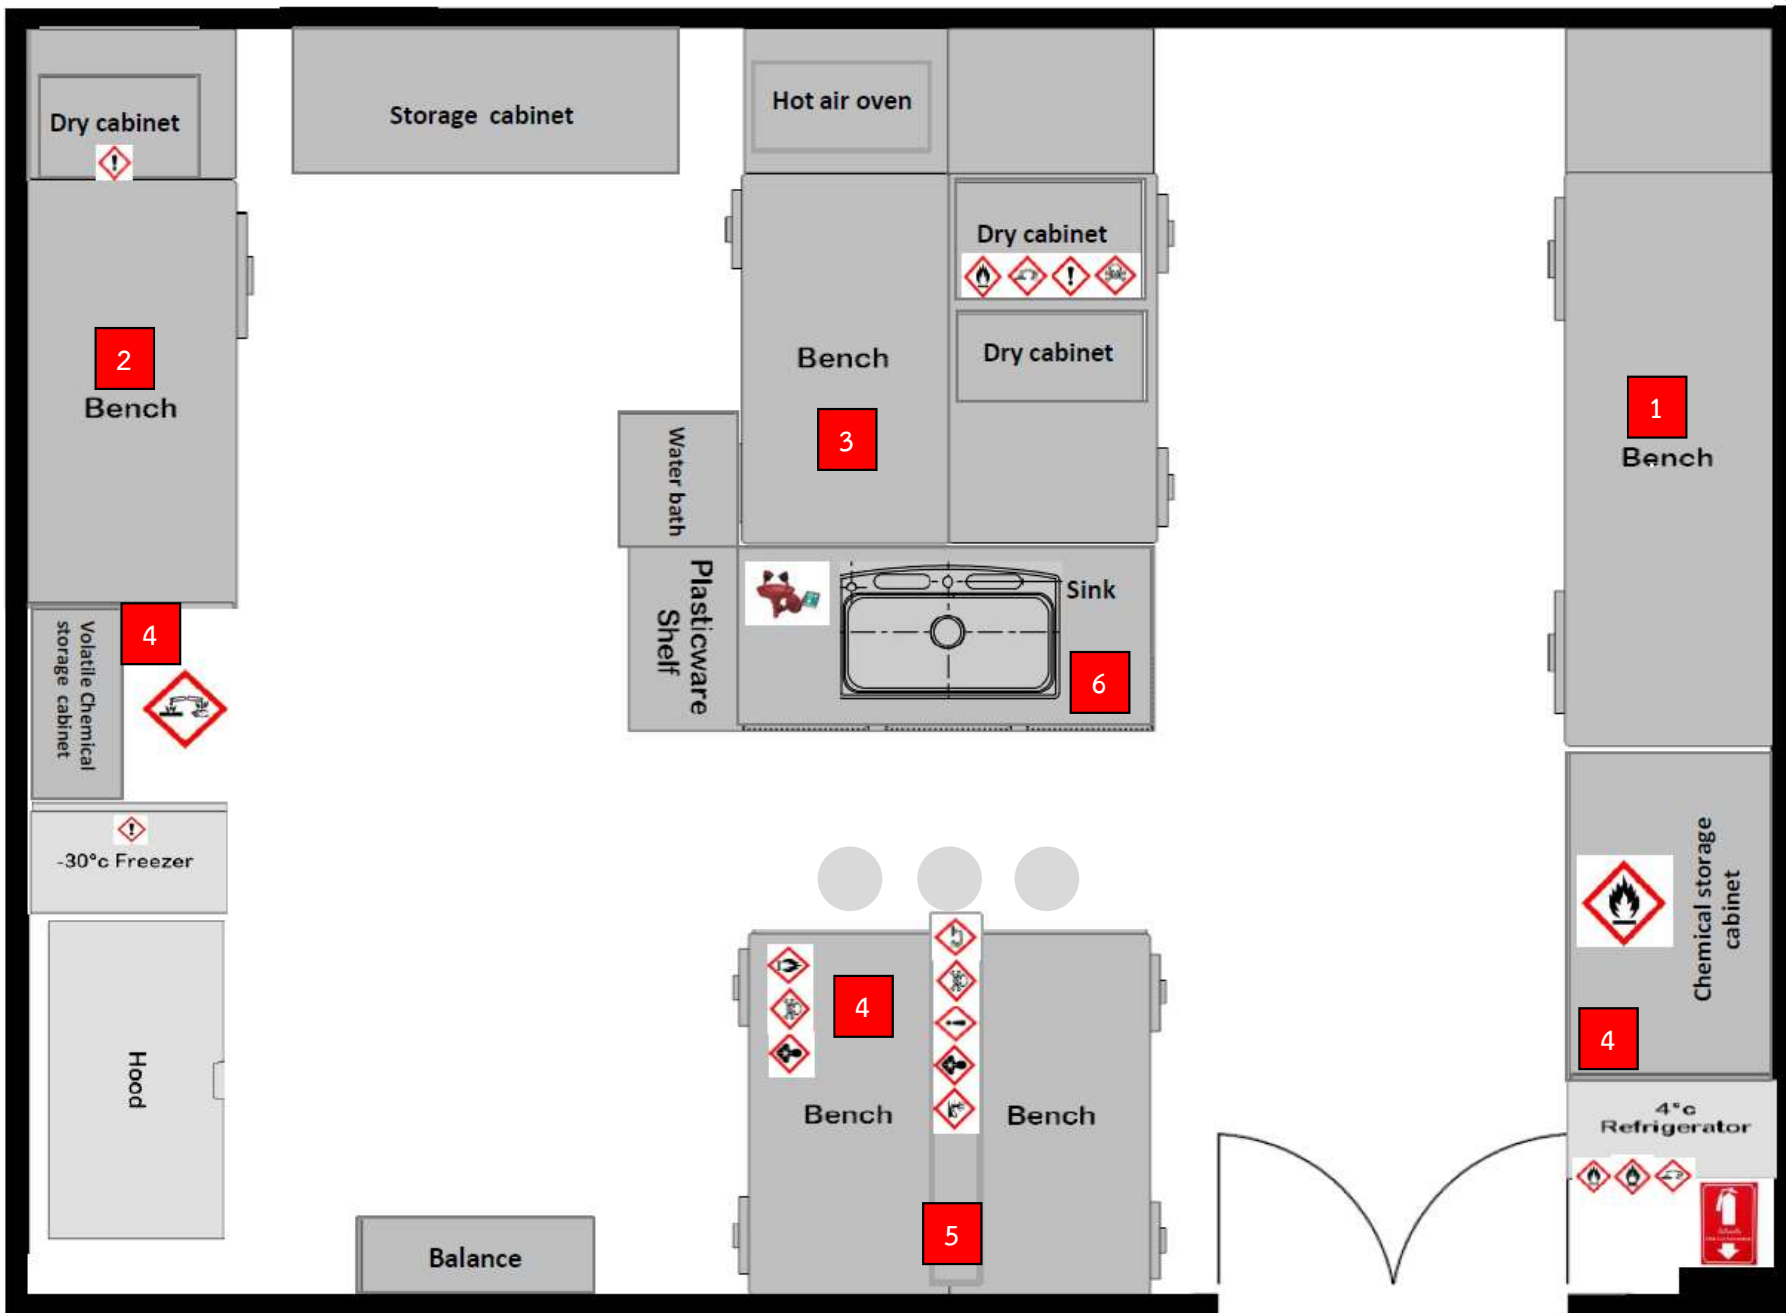 Dry cabinet
Storage cabinet
Hot air oven
Dry cabinet
Dry cabinet
2
Bench
Bench
3
1
Bench
Water bath
Plasticware
Shelf
Sink
6
4
Volatile Chemical
storage cabinet
-30°c Freezer
Hood
4
Bench
Bench
5
Balance
Chemical storage
cabinet
4
4°c
Refrigerator